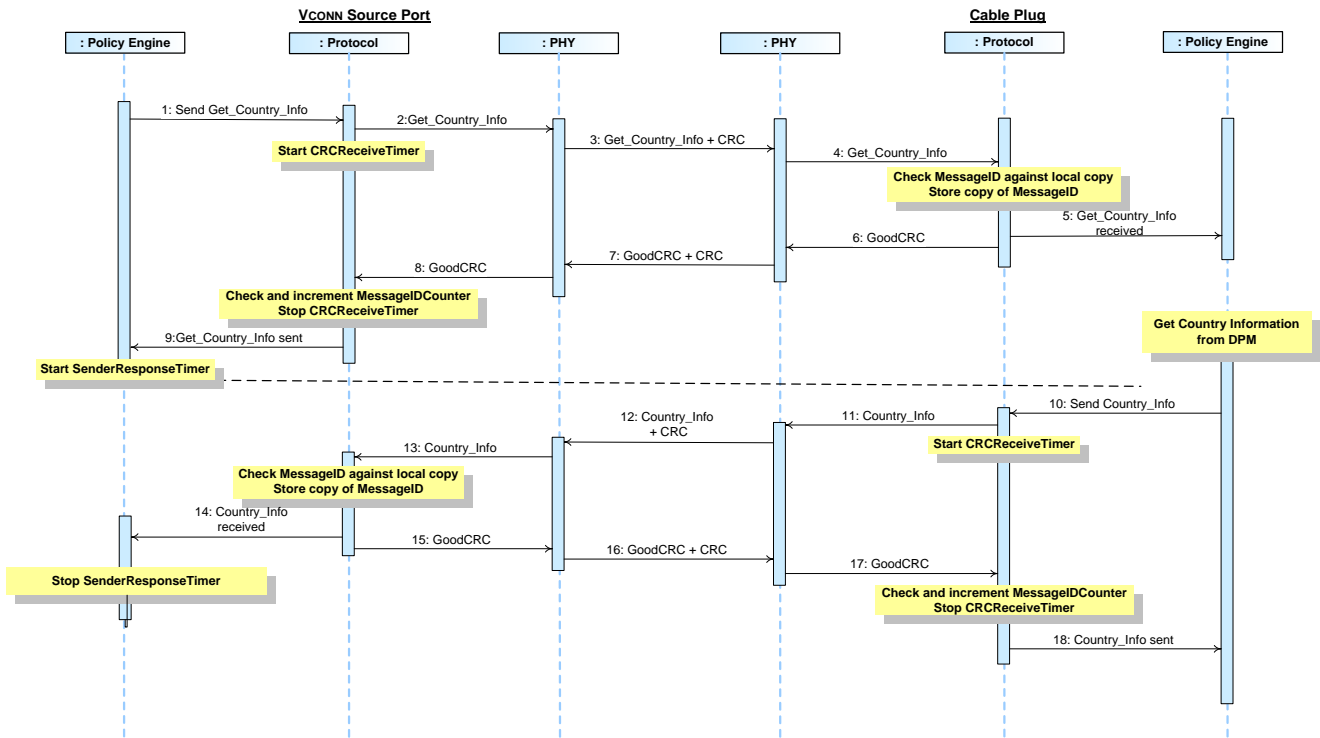 VCONN Source Port
Cable Plug
: Policy Engine
: Protocol
: PHY
: PHY
: Protocol
: Policy Engine
1: Send Get_Country_Info
2:Get_Country_Info
Start CRCReceiveTimer
3: Get_Country_Info + CRC
4: Get_Country_Info
Check MessageID against local copy
Store copy of MessageID
5: Get_Country_Info
received
6: GoodCRC
7: GoodCRC + CRC
8: GoodCRC
Check and increment MessageIDCounter
Stop CRCReceiveTimer
9:Get_Country_Info sent
Start SenderResponseTimer
Get Country Information
from DPM
10: Send Country_Info
11: Country_Info
Start CRCReceiveTimer
12: Country_Info
+ CRC
13: Country_Info
Check MessageID against local copy
Store copy of MessageID
14: Country_Info
received
15: GoodCRC
16: GoodCRC + CRC
17: GoodCRC
Stop SenderResponseTimer
Check and increment MessageIDCounter
Stop CRCReceiveTimer
18: Country_Info sent